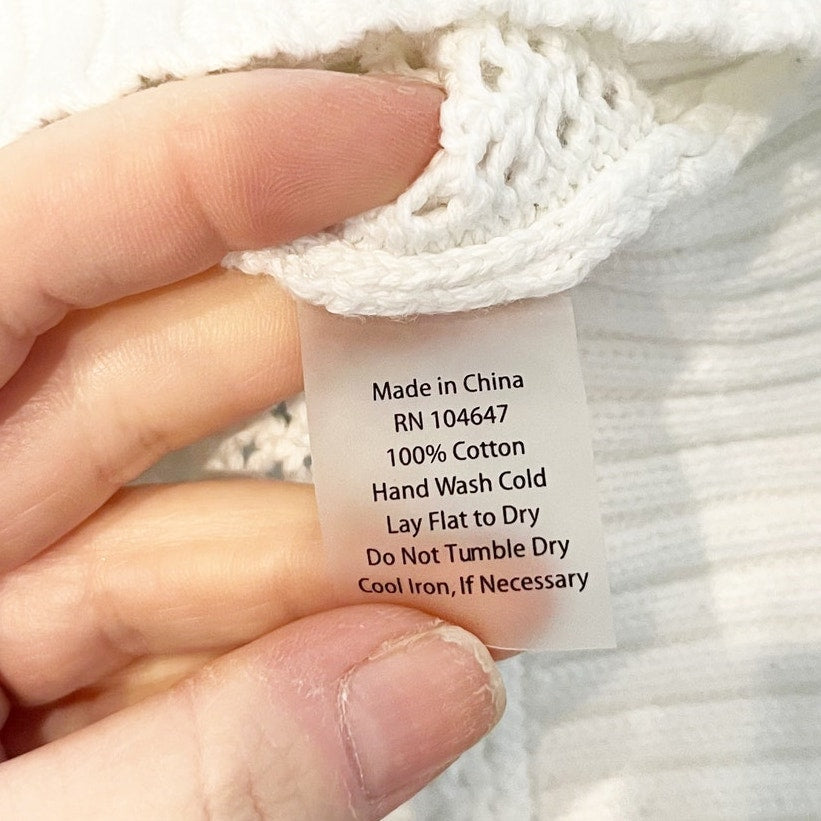 Made in China
RN 104647
100% Cotton
Hand Wash Cold
Lay Flat to Dry
Do Not Tumble Dry
Cool Iron, If Necessary